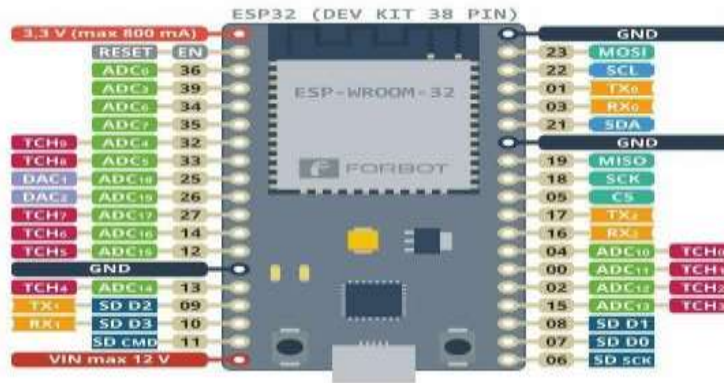 ESP32 (DEV KIT 38 PIN)
3,3 V (max 800 mA) GND
RESET EN 23 MOSI
ADC0 36 22 SCL
ADC3 39 01 TX0
ADC6 34 03 RX0
ADC7 35 21 SDA
TCH9 ADC4 32 GND
TCH8 ADC5 33 19 MISO
DAC1 ADC18 25 18 SCK
DAC2 ADC19 26 05 CS
TCH7 ADC17 27 17 TX2
TCH6 ADC16 14 16 RX2
TCH5 ADC15 12 04 ADC10 TCH0
GND 00 ADC11 TCH1
TCH4 ADC14 13 02 ADC12 TCH2
TX1 SD D2 09 15 ADC13 TCH3
RX1 SD D3 10 08 SD D1
SD CMD 11 07 SD D0
VIN max 12 V 06 SD SCK
ESP-WROOM-32
FORBOT